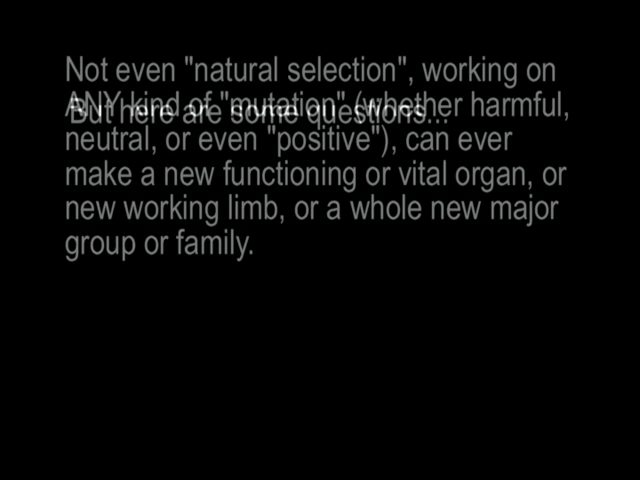 Not even "natural selection", working on
ANY kind of "mutation" (whether harmful,
But here are some questions...
neutral, or even "positive"), can ever
make a new functioning or vital organ, or
new working limb, or a whole new major
group or family.